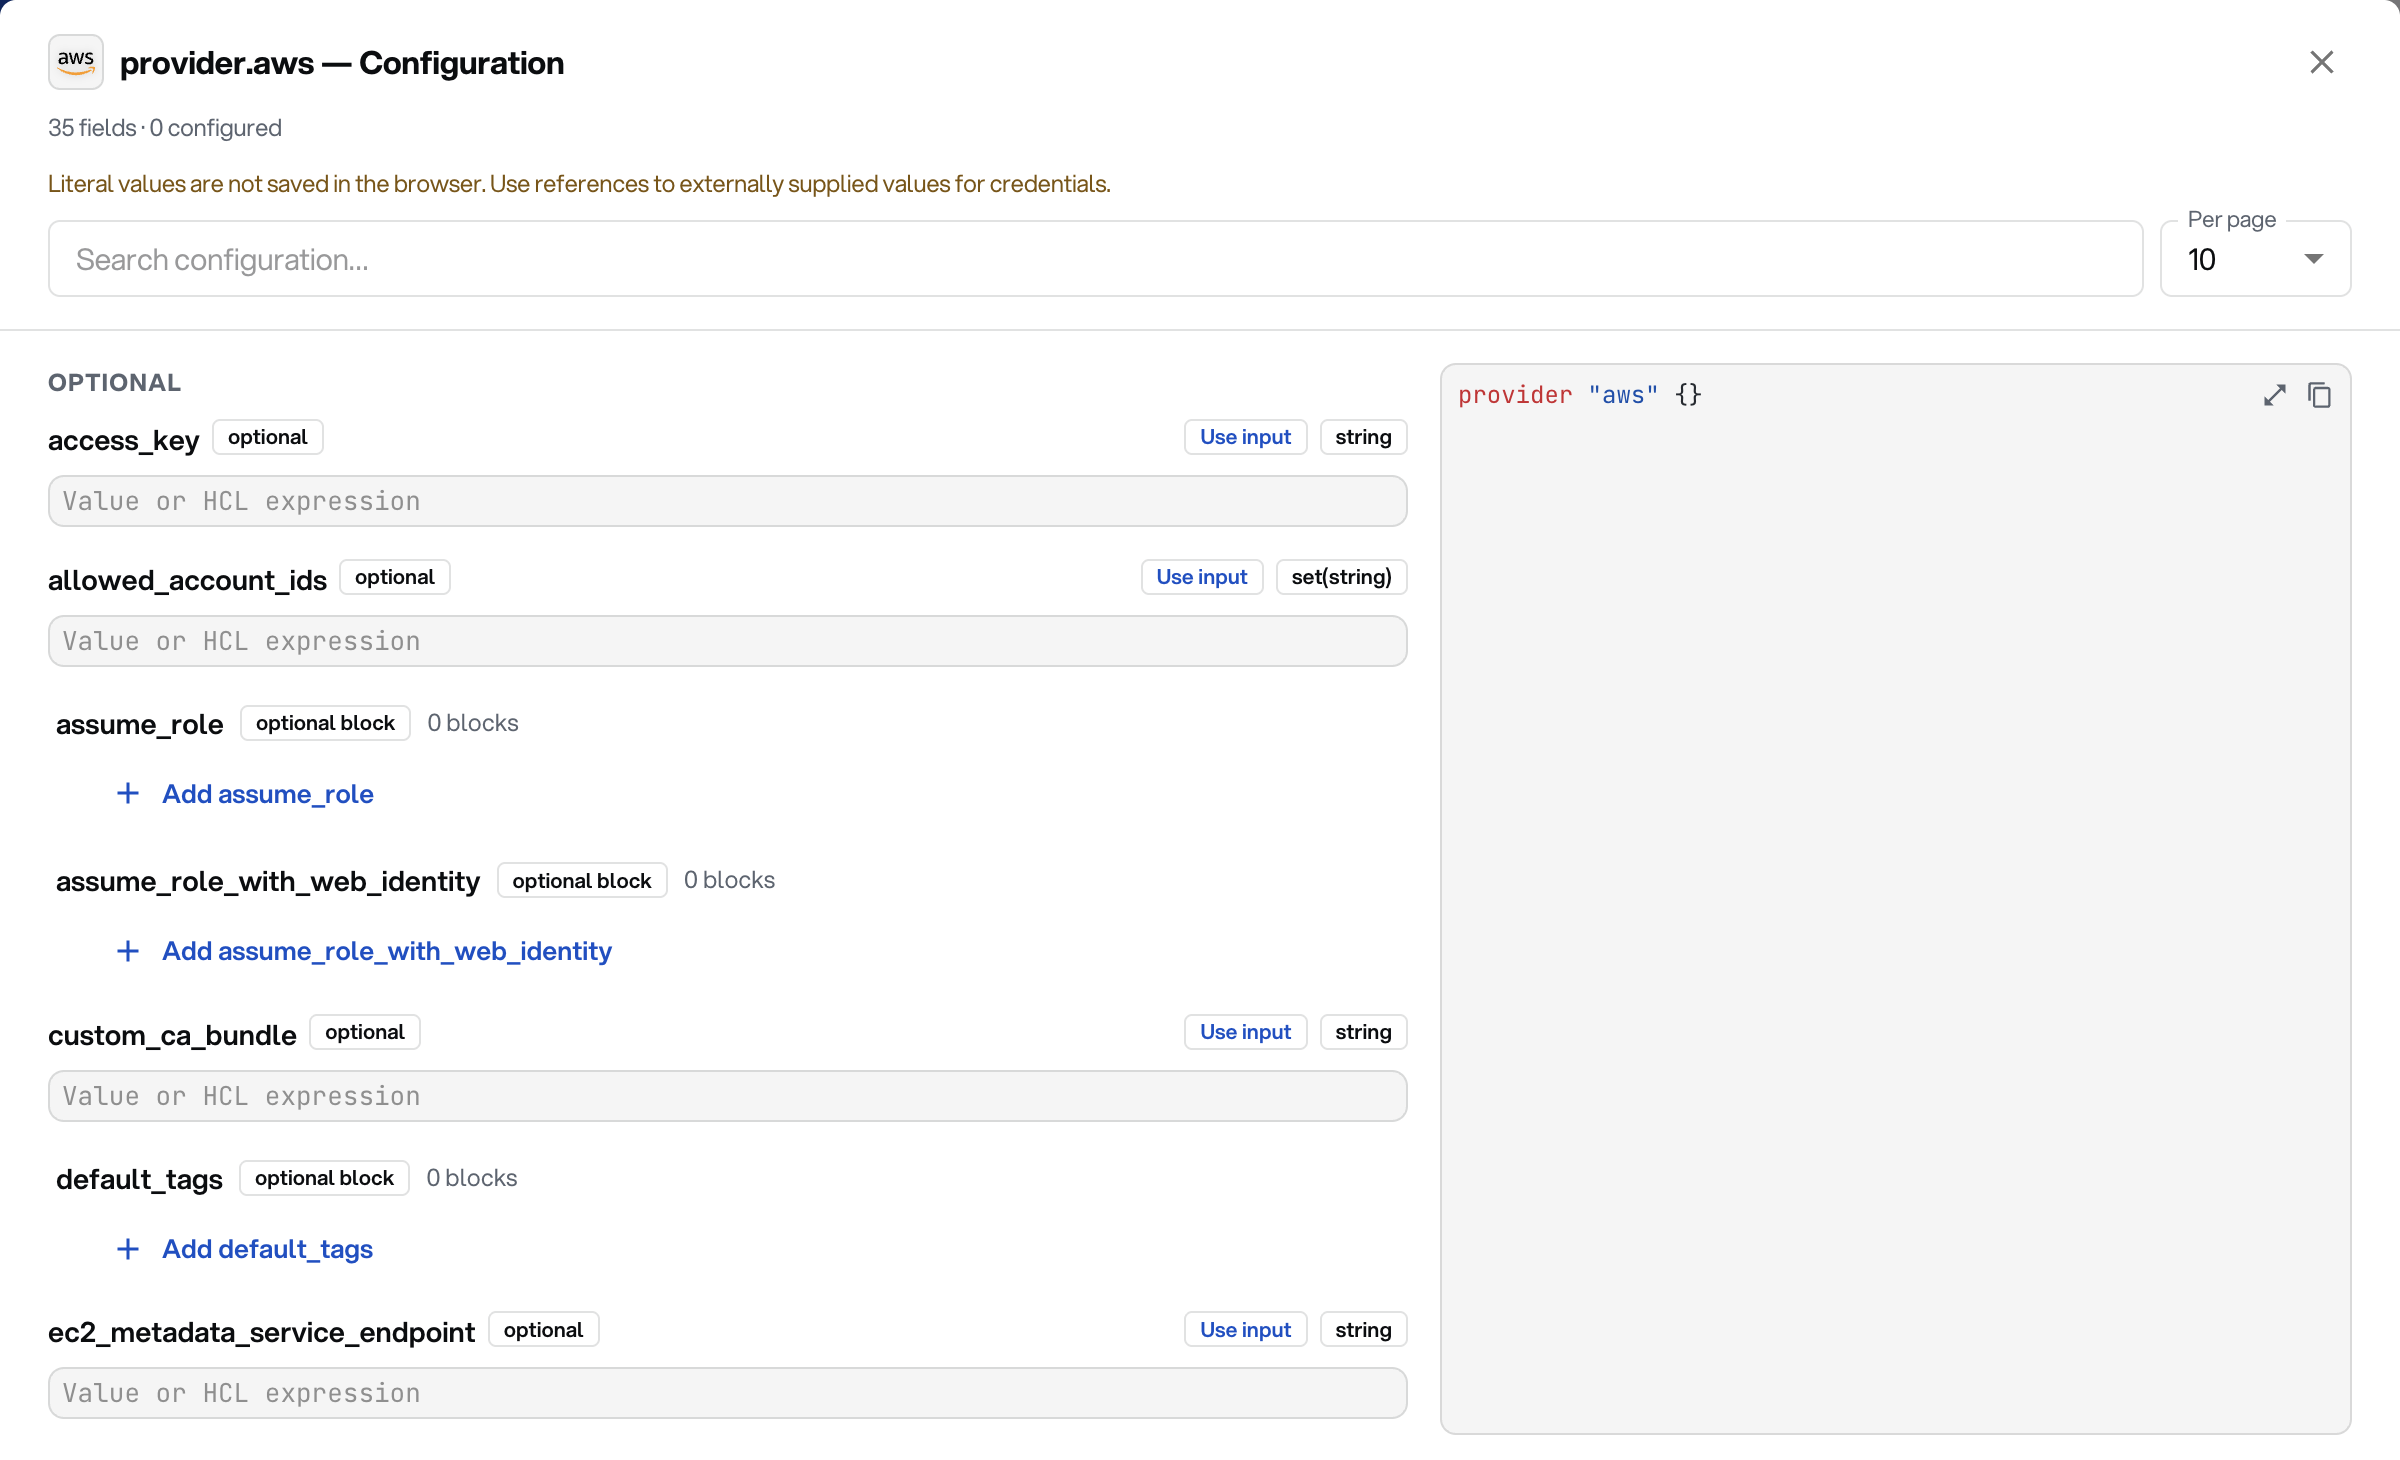 aws
provider.aws — Configuration
35 fields · 0 configured
Literal values are not saved in the browser. Use references to externally supplied values for credentials.
Search configuration...
Per page
10
OPTIONAL
access_key optional Use input string
Value or HCL expression
allowed_account_ids optional Use input set(string)
Value or HCL expression
assume_role optional block 0 blocks
+ Add assume_role
assume_role_with_web_identity optional block 0 blocks
+ Add assume_role_with_web_identity
custom_ca_bundle optional Use input string
Value or HCL expression
default_tags optional block 0 blocks
+ Add default_tags
ec2_metadata_service_endpoint optional Use input string
Value or HCL expression
provider "aws" {}